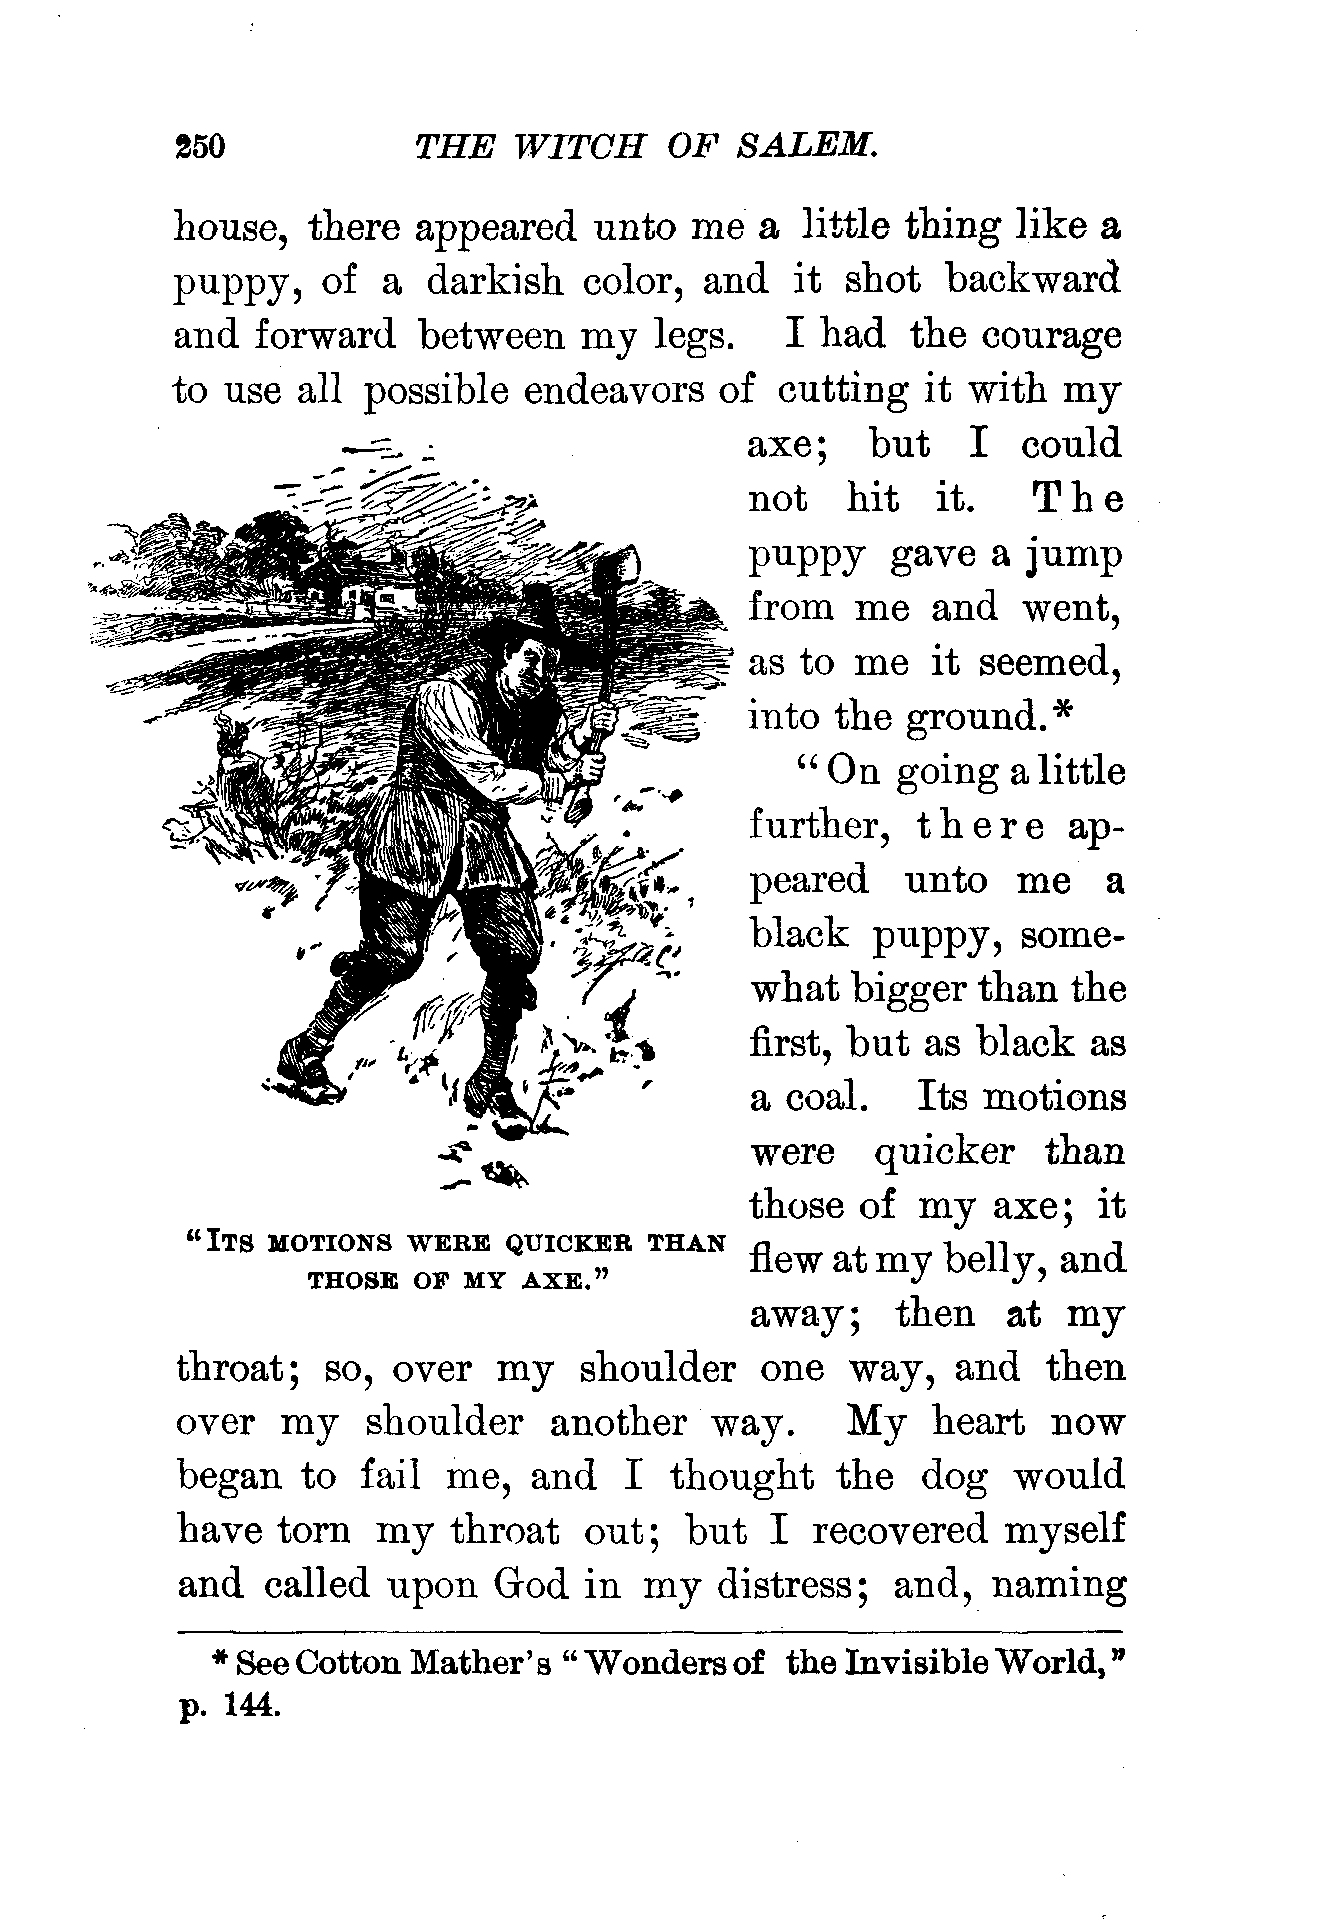 250 THE WITCH OF SALEM.
house, there appeared unto me a little thing like a
puppy, of a darkish color, and it shot backward
and forward between my legs. I had the courage
to use all possible endeavors of cutting it with my
axe; but I could
not hit it. The
puppy gave a jump
from me and went,
as to me it seemed,
into the ground.*
“On going a little
further, there ap-
peared unto me a
black puppy, some-
what bigger than the
first, but as black as
a coal. Its motions
were quicker than
those of my axe; it
flew at my belly, and
away; then at my
“ITS MOTIONS WERE QUICKER THAN
THOSE OF MY AXE.”
throat; so, over my shoulder one way, and then
over my shoulder another way. My heart now
began to fail me, and I thought the dog would
have torn my throat out; but I recovered myself
and called upon God in my distress; and, naming
* See Cotton Mather's “Wonders of the Invisible World,”
p. 144.